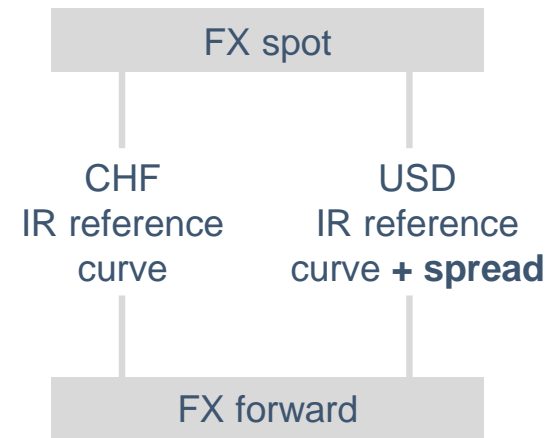 FX spot
CHF
IR reference
curve
USD
IR reference
curve + spread
FX forward